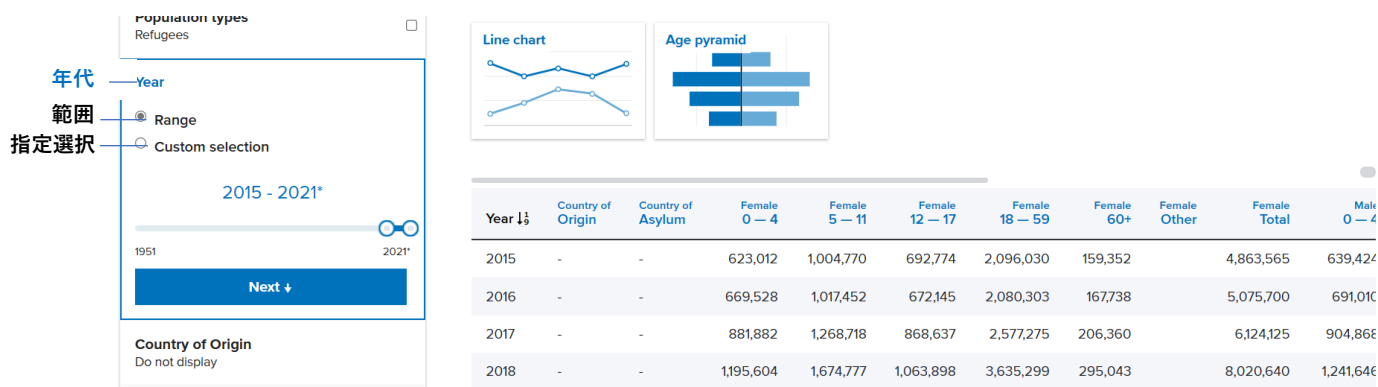 Population types
Refugees
年代
Year
範囲
Range
指定選択
Custom selection
2015 - 2021*
1951 2021*
Next ↓
Country of Origin
Do not display
Line chart
Age pyramid
Year Country of Origin Country of Asylum Female 0 — 4 Female 5 — 11 Female 12 — 17 Female 18 — 59 Female 60+ Female Other Female Total Male 0 — 4
2015 - - 623,012 1,004,770 692,774 2,096,030 159,352 4,863,565 639,424
2016 - - 669,528 1,017,452 672,145 2,080,303 167,738 5,075,700 691,010
2017 - - 881,882 1,268,718 868,637 2,577,275 206,360 6,124,125 904,868
2018 - - 1,195,604 1,674,777 1,063,898 3,635,299 295,043 8,020,640 1,241,646